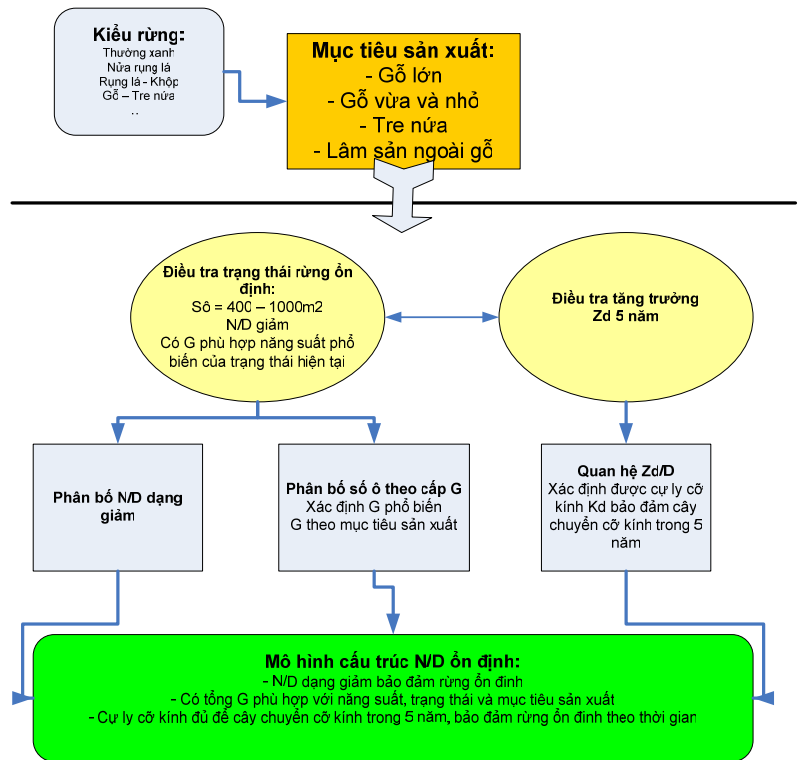 Kiểu rừng:
Thường xanh
Nửa rụng lá
Rụng lá - Khộp
Gỗ – Tre nứa
..
Mục tiêu sản xuất:
- Gỗ lớn
- Gỗ vừa và nhỏ
- Tre nứa
- Lâm sản ngoài gỗ
Điều tra trạng thái rừng ổn
định:
Sô = 400 – 1000m2
N/D giảm
Có G phù hợp năng suất phổ
biến của trạng thái hiện tại
Điều tra tăng trưởng
Zd 5 năm
Phân bố N/D dạng
giảm
Phân bố số ô theo cấp G
Xác định G phổ biến
G theo mục tiêu sản xuất
Quan hệ Zd/D
Xác định được cự ly cỡ
kính Kd bảo đảm cây
chuyển cỡ kính trong 5
năm
Mô hình cấu trúc N/D ổn định:
- N/D dạng giảm bảo đảm rừng ổn đinh
- Có tổng G phù hợp với năng suất, trạng thái và mục tiêu sản xuất
- Cự ly cỡ kính đủ để cây chuyển cỡ kính trong 5 năm, bảo đảm rừng ổn đinh theo thời gian